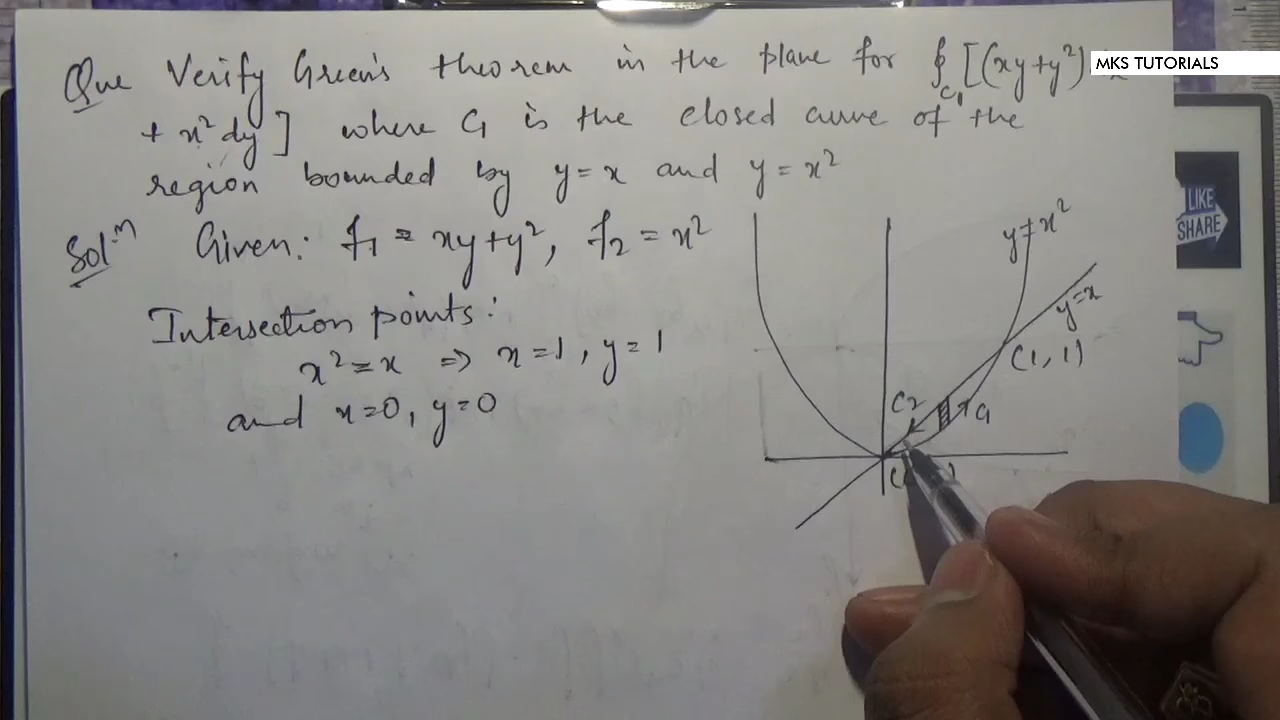 Que Verify Green's theorem in the plane for ∮C₁ [(xy+y²)
MKS TUTORIALS
+ x²dy] where C₁ is the closed curve of the
region bounded by y=x and y=x²
Solⁿ Given: f₁ = xy+y², f₂ = x²
Intersection points:
x²=x ⇒ x=1, y=1
and x=0, y=0
y=x²
y=x
(1,1)
C₂
C₁
LIKE
SHARE